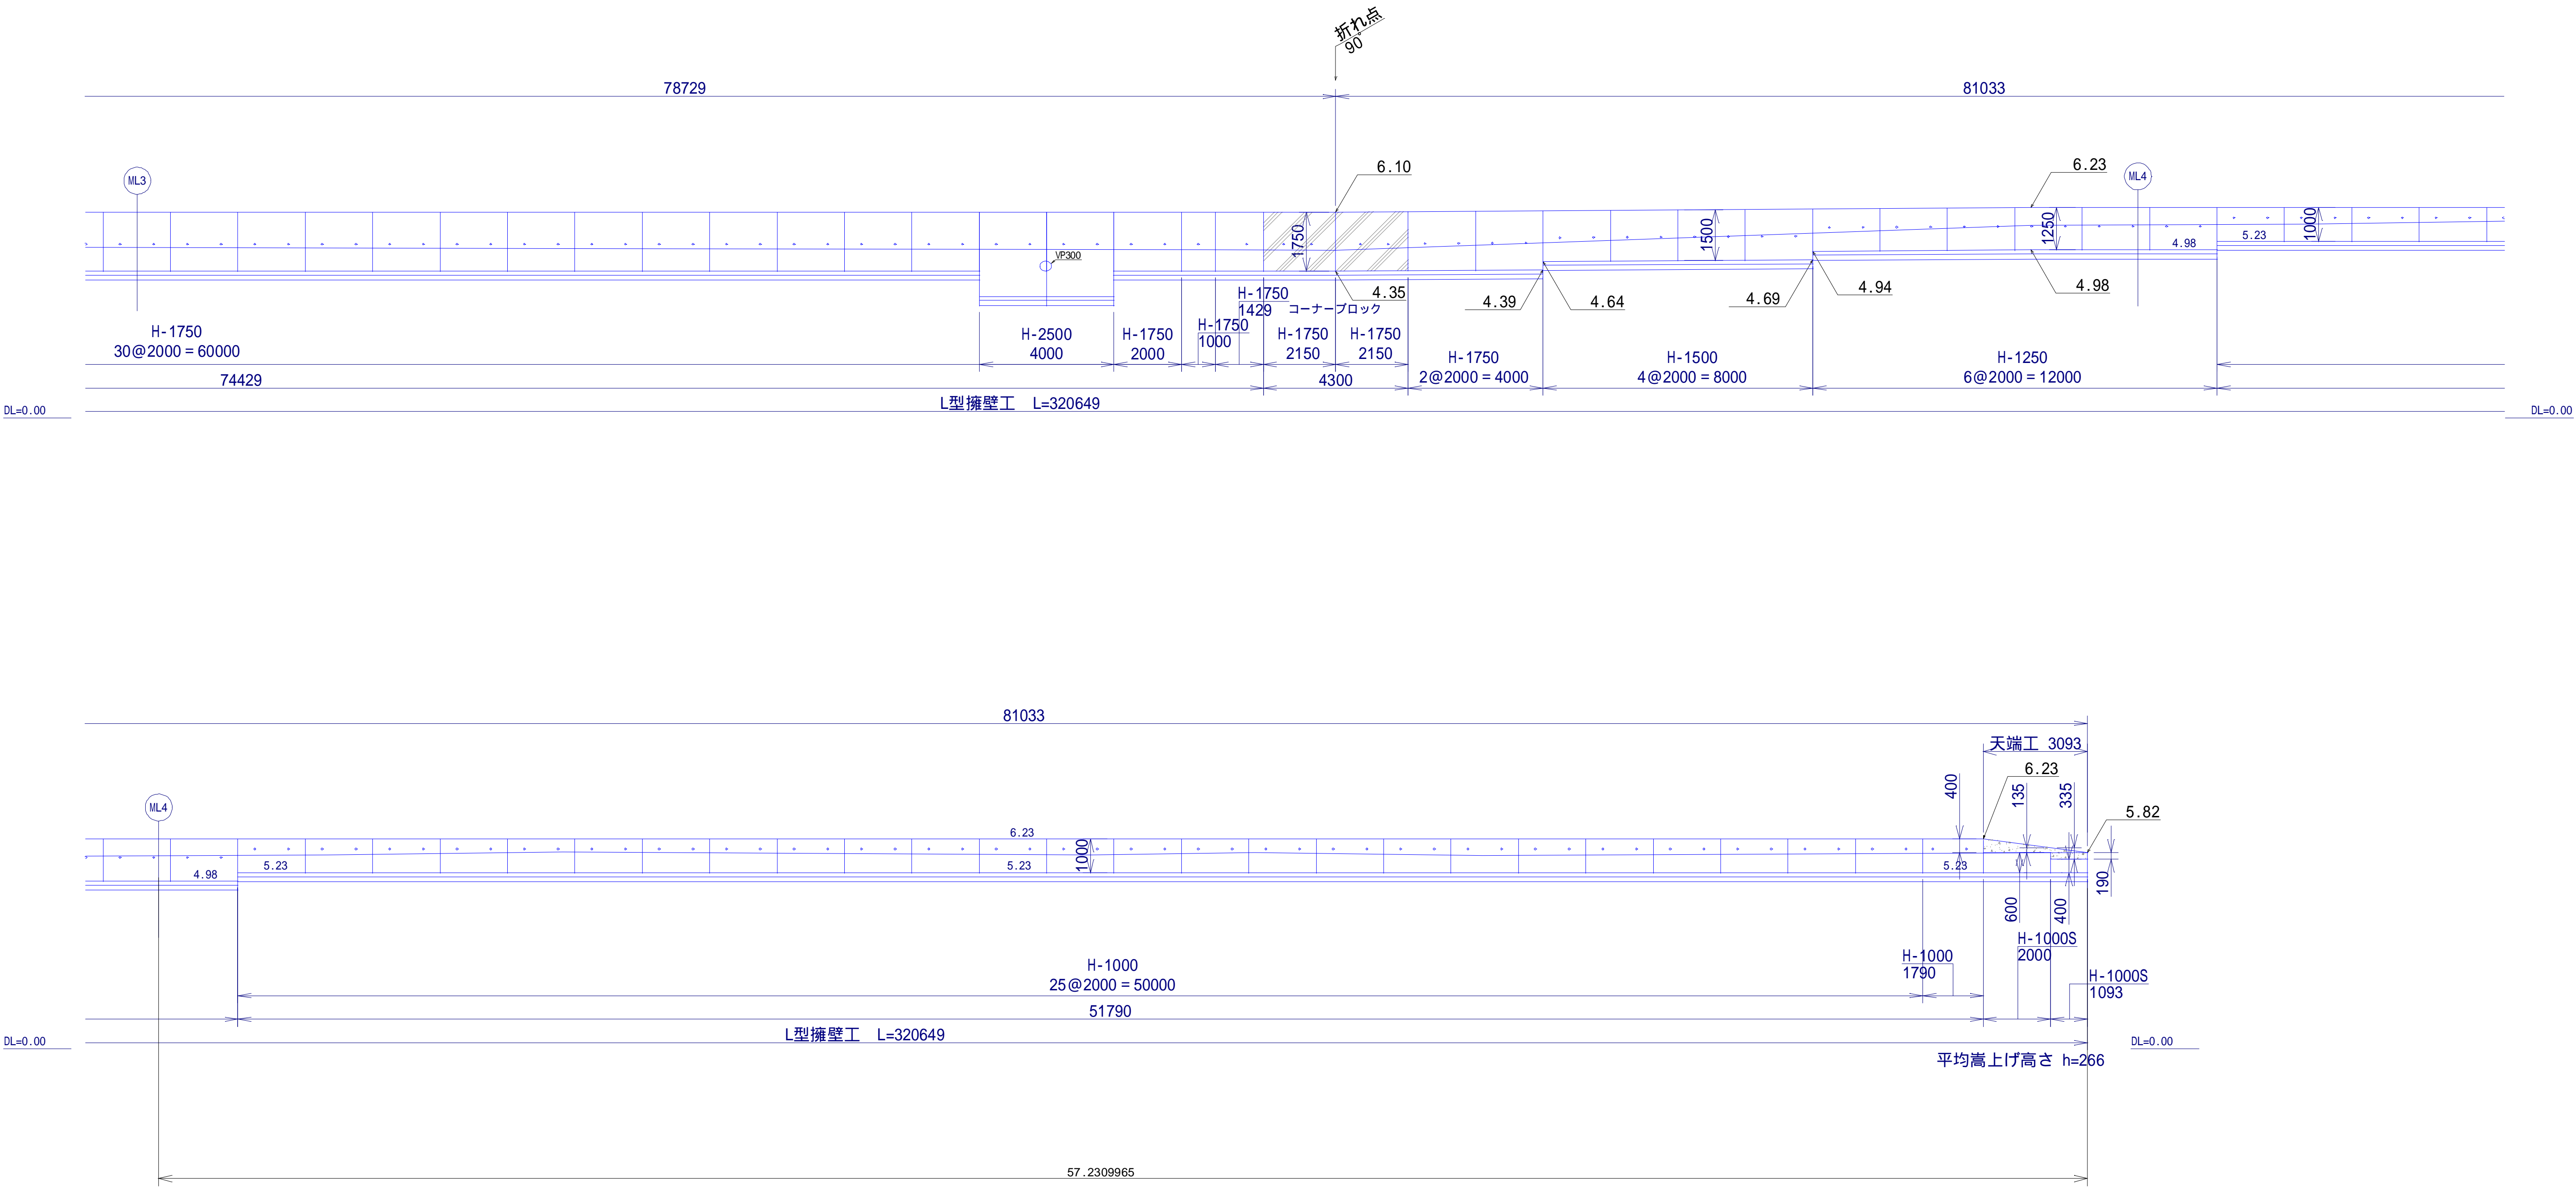 折れ点
90°
78729
81033
6.10
6.23
ML3
ML4
1750
1500
1250
1000
4.98
5.23
VP300
4.35
4.39
4.64
4.69
4.94
4.98
H-1750
30@2000＝60000
H-2500
4000
H-1750
2000
H-1750
1000
H-1750
1429
コーナーブロック
H-1750
2150
H-1750
2150
H-1750
2@2000＝4000
H-1500
4@2000＝8000
H-1250
6@2000＝12000
74429
4300
L型擁壁工　L=320649
DL=0.00
DL=0.00
81033
天端工 3093
6.23
400
135
335
5.82
ML4
6.23
1000
5.23
5.23
5.23
4.98
190
600
400
H-1000S
2000
H-1000
1790
H-1000S
1093
H-1000
25@2000＝50000
51790
L型擁壁工　L=320649
DL=0.00
DL=0.00
平均嵩上げ高さ h=266
57.2309965